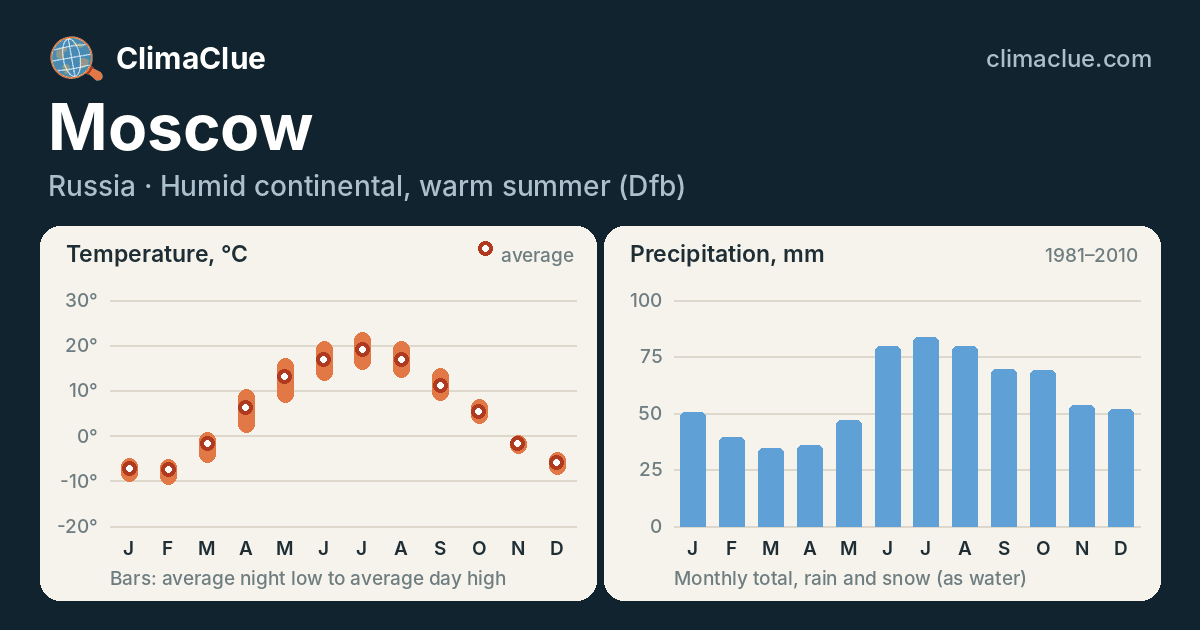 ClimaClue
climaclue.com
Moscow
Russia · Humid continental, warm summer (Dfb)
Temperature, °C
average
30°
20°
10°
0°
-10°
-20°
J F M A M J J A S O N D
Bars: average night low to average day high
Precipitation, mm
1981–2010
100
75
50
25
0
J F M A M J J A S O N D
Monthly total, rain and snow (as water)